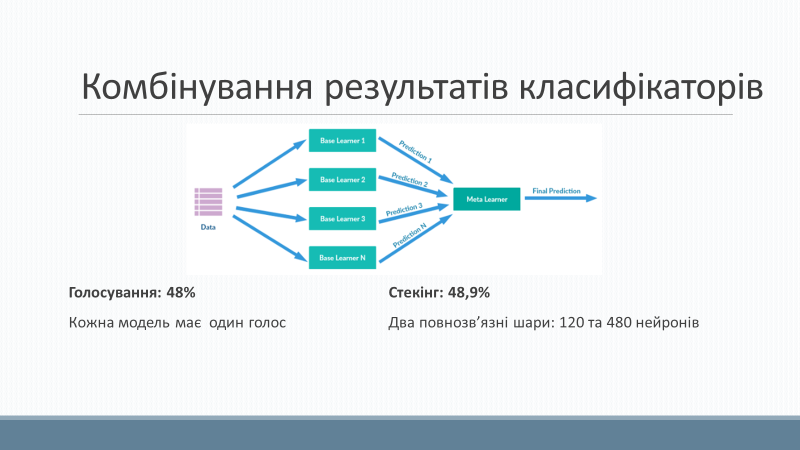 Комбінування результатів класифікаторів
Base Learner 1
Prediction 1
Base Learner 2
Prediction 2
Final Prediction
Meta Learner
Prediction 3
Base Learner 3
Data
Prediction N
Base Learner N
Голосування: 48%
Кожна модель має один голос
Стекінг: 48,9%
Два повнозв’язні шари: 120 та 480 нейронів